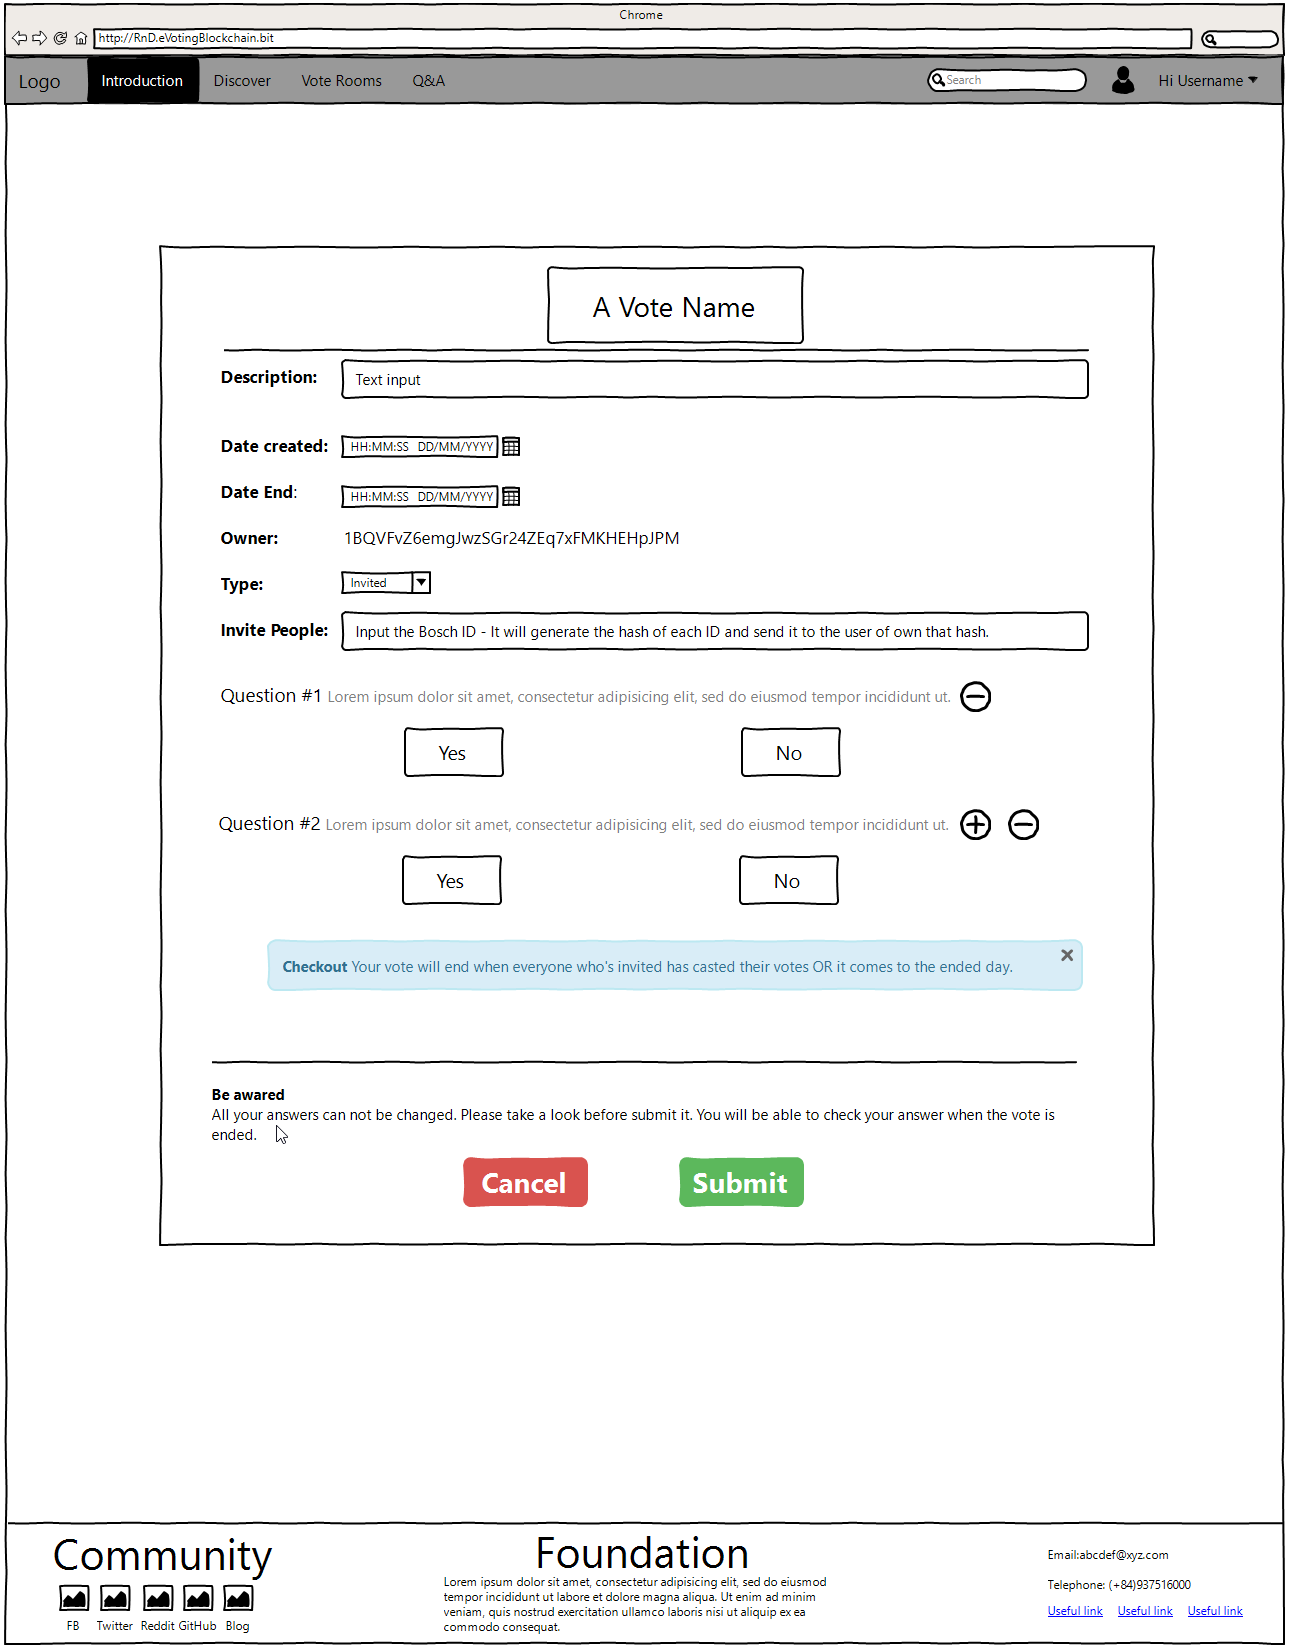 Chrome
http://RnD.eVotingBlockchain.bit
Logo Introduction Discover Vote Rooms Q&A Search Hi Username
A Vote Name
Description: Text input
Date created: HH:MM:SS DD/MM/YYYY
Date End: HH:MM:SS DD/MM/YYYY
Owner: 1BQVFvZ6emgJwzSGr24ZEq7xFMKHEHpJPM
Type: Invited
Invite People: Input the Bosch ID - It will generate the hash of each ID and send it to the user of own that hash.
Question #1 Lorem ipsum dolor sit amet, consectetur adipisicing elit, sed do eiusmod tempor incididunt ut.
Yes No
Question #2 Lorem ipsum dolor sit amet, consectetur adipisicing elit, sed do eiusmod tempor incididunt ut.
Yes No
Checkout Your vote will end when everyone who's invited has casted their votes OR it comes to the ended day.
Be awared
All your answers can not be changed. Please take a look before submit it. You will be able to check your answer when the vote is
ended.
Cancel Submit
Community
FB Twitter Reddit GitHub Blog
Foundation
Lorem ipsum dolor sit amet, consectetur adipisicing elit, sed do eiusmod
tempor incididunt ut labore et dolore magna aliqua. Ut enim ad minim
veniam, quis nostrud exercitation ullamco laboris nisi ut aliquip ex ea
commodo consequat.
Email:abcdef@xyz.com
Telephone: (+84)937516000
Useful link Useful link Useful link